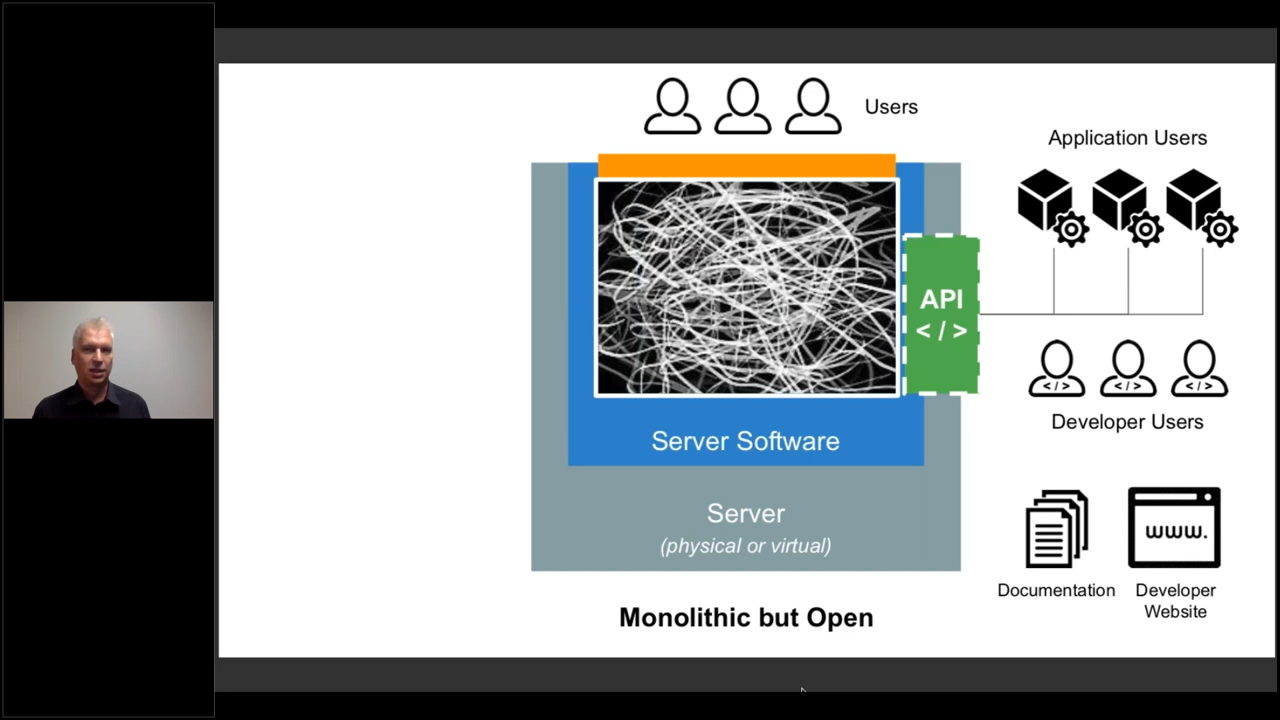 Users
Application Users
API
< / >
< / > < / > < / >
Developer Users
Server Software
Server
(physical or virtual)
www.
Documentation
Developer
Website
Monolithic but Open